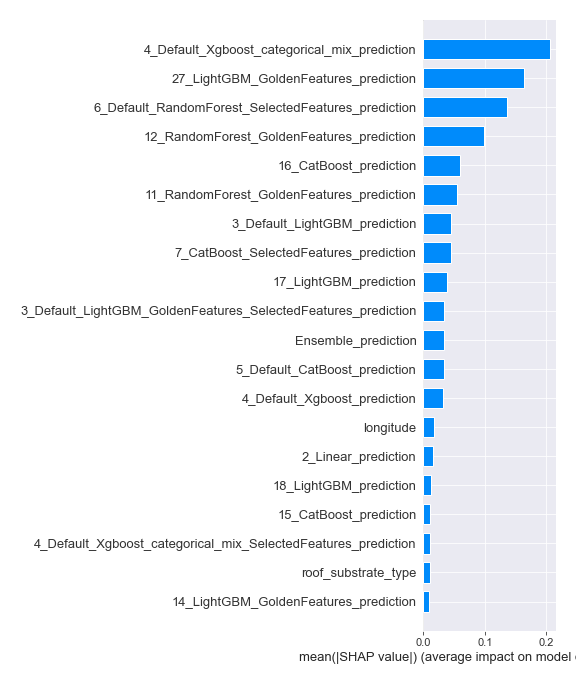 4_Default_Xgboost_categorical_mix_prediction
27_LightGBM_GoldenFeatures_prediction
6_Default_RandomForest_SelectedFeatures_prediction
12_RandomForest_GoldenFeatures_prediction
16_CatBoost_prediction
11_RandomForest_GoldenFeatures_prediction
3_Default_LightGBM_prediction
7_CatBoost_SelectedFeatures_prediction
17_LightGBM_prediction
3_Default_LightGBM_GoldenFeatures_SelectedFeatures_prediction
Ensemble_prediction
5_Default_CatBoost_prediction
4_Default_Xgboost_prediction
longitude
2_Linear_prediction
18_LightGBM_prediction
15_CatBoost_prediction
4_Default_Xgboost_categorical_mix_SelectedFeatures_prediction
roof_substrate_type
14_LightGBM_GoldenFeatures_prediction
0.0 0.1 0.2
mean(|SHAP value|) (average impact on model